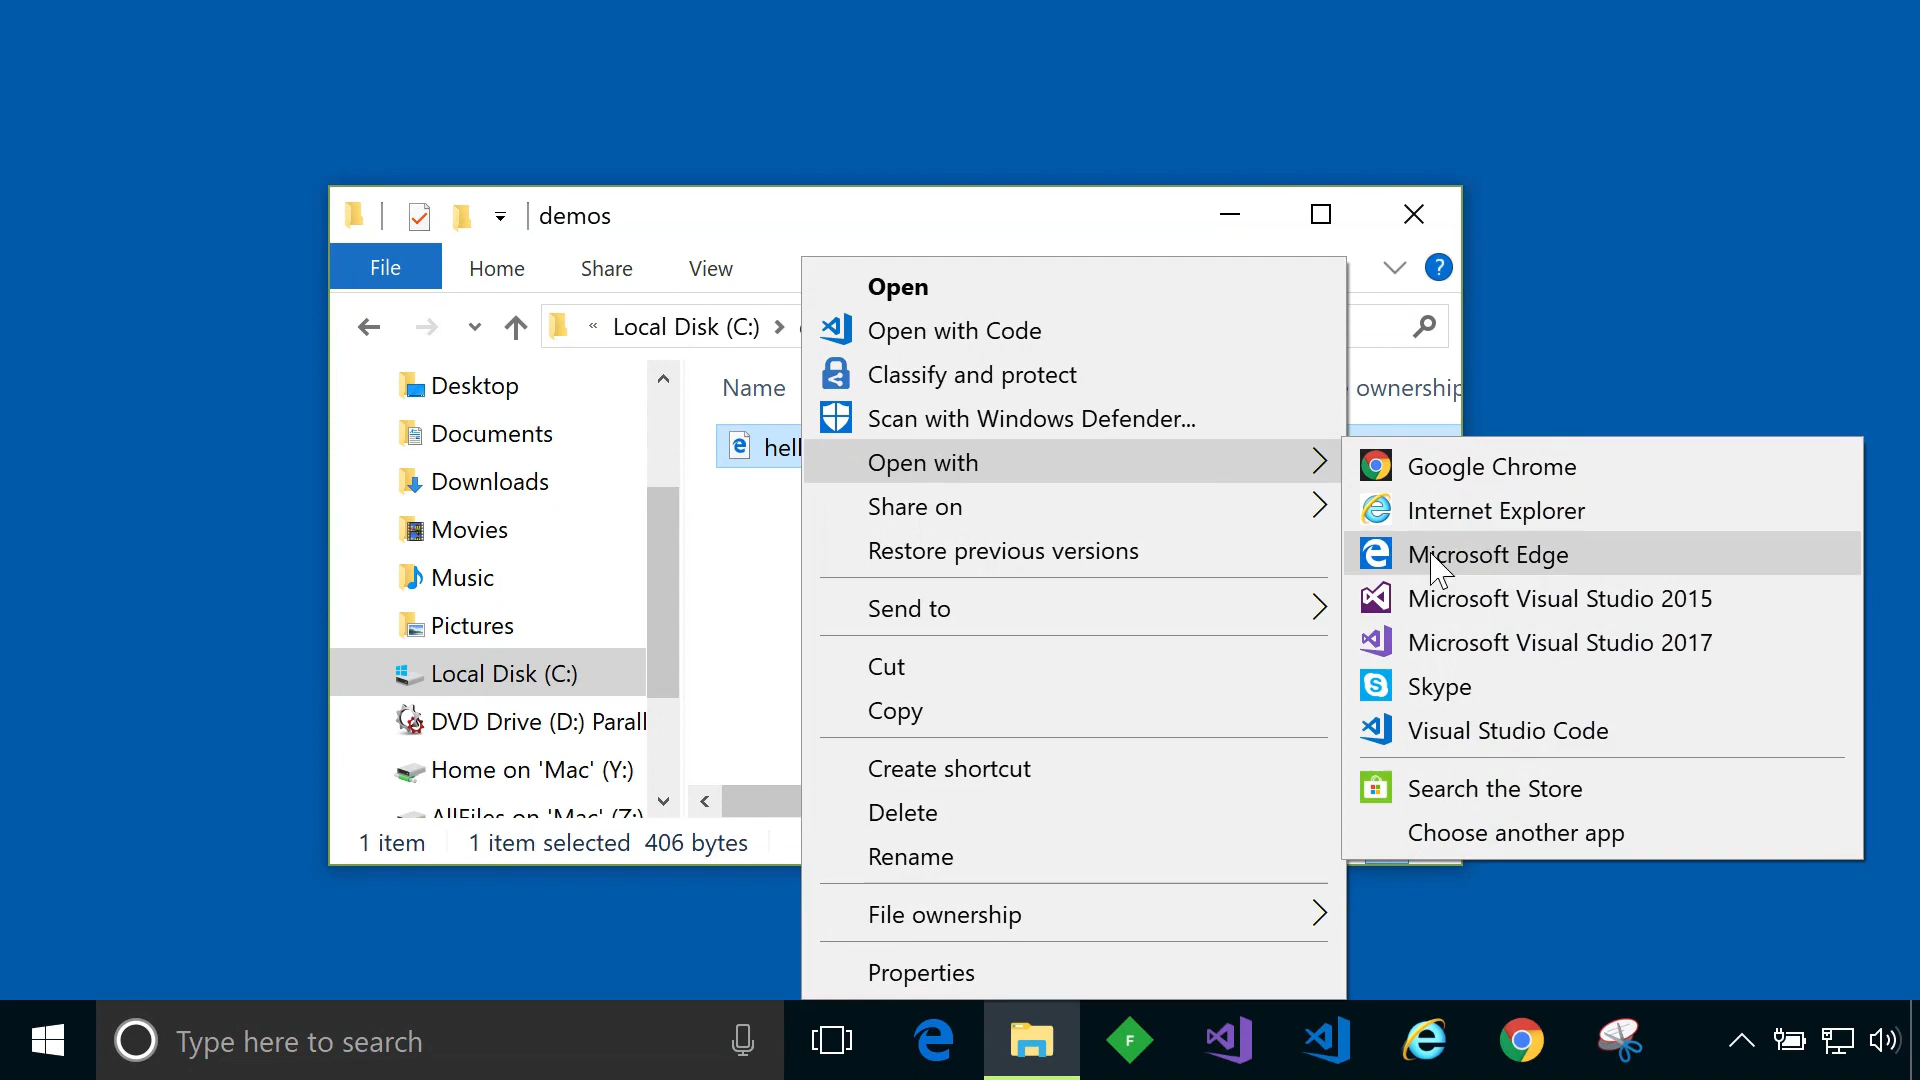 demos
File
Home
Share
View
?
« Local Disk (C:)
Name
ownership
Desktop
Documents
Downloads
Movies
Music
Pictures
Local Disk (C:)
DVD Drive (D:) Parall
Home on 'Mac' (Y:)
AllFiles on 'Mac' (Z:)
hell
1 item
1 item selected 406 bytes
Open
Open with Code
Classify and protect
Scan with Windows Defender...
Open with
Share on
Restore previous versions
Send to
Cut
Copy
Create shortcut
Delete
Rename
File ownership
Properties
Google Chrome
Internet Explorer
Microsoft Edge
Microsoft Visual Studio 2015
Microsoft Visual Studio 2017
Skype
Visual Studio Code
Search the Store
Choose another app
Type here to search
F